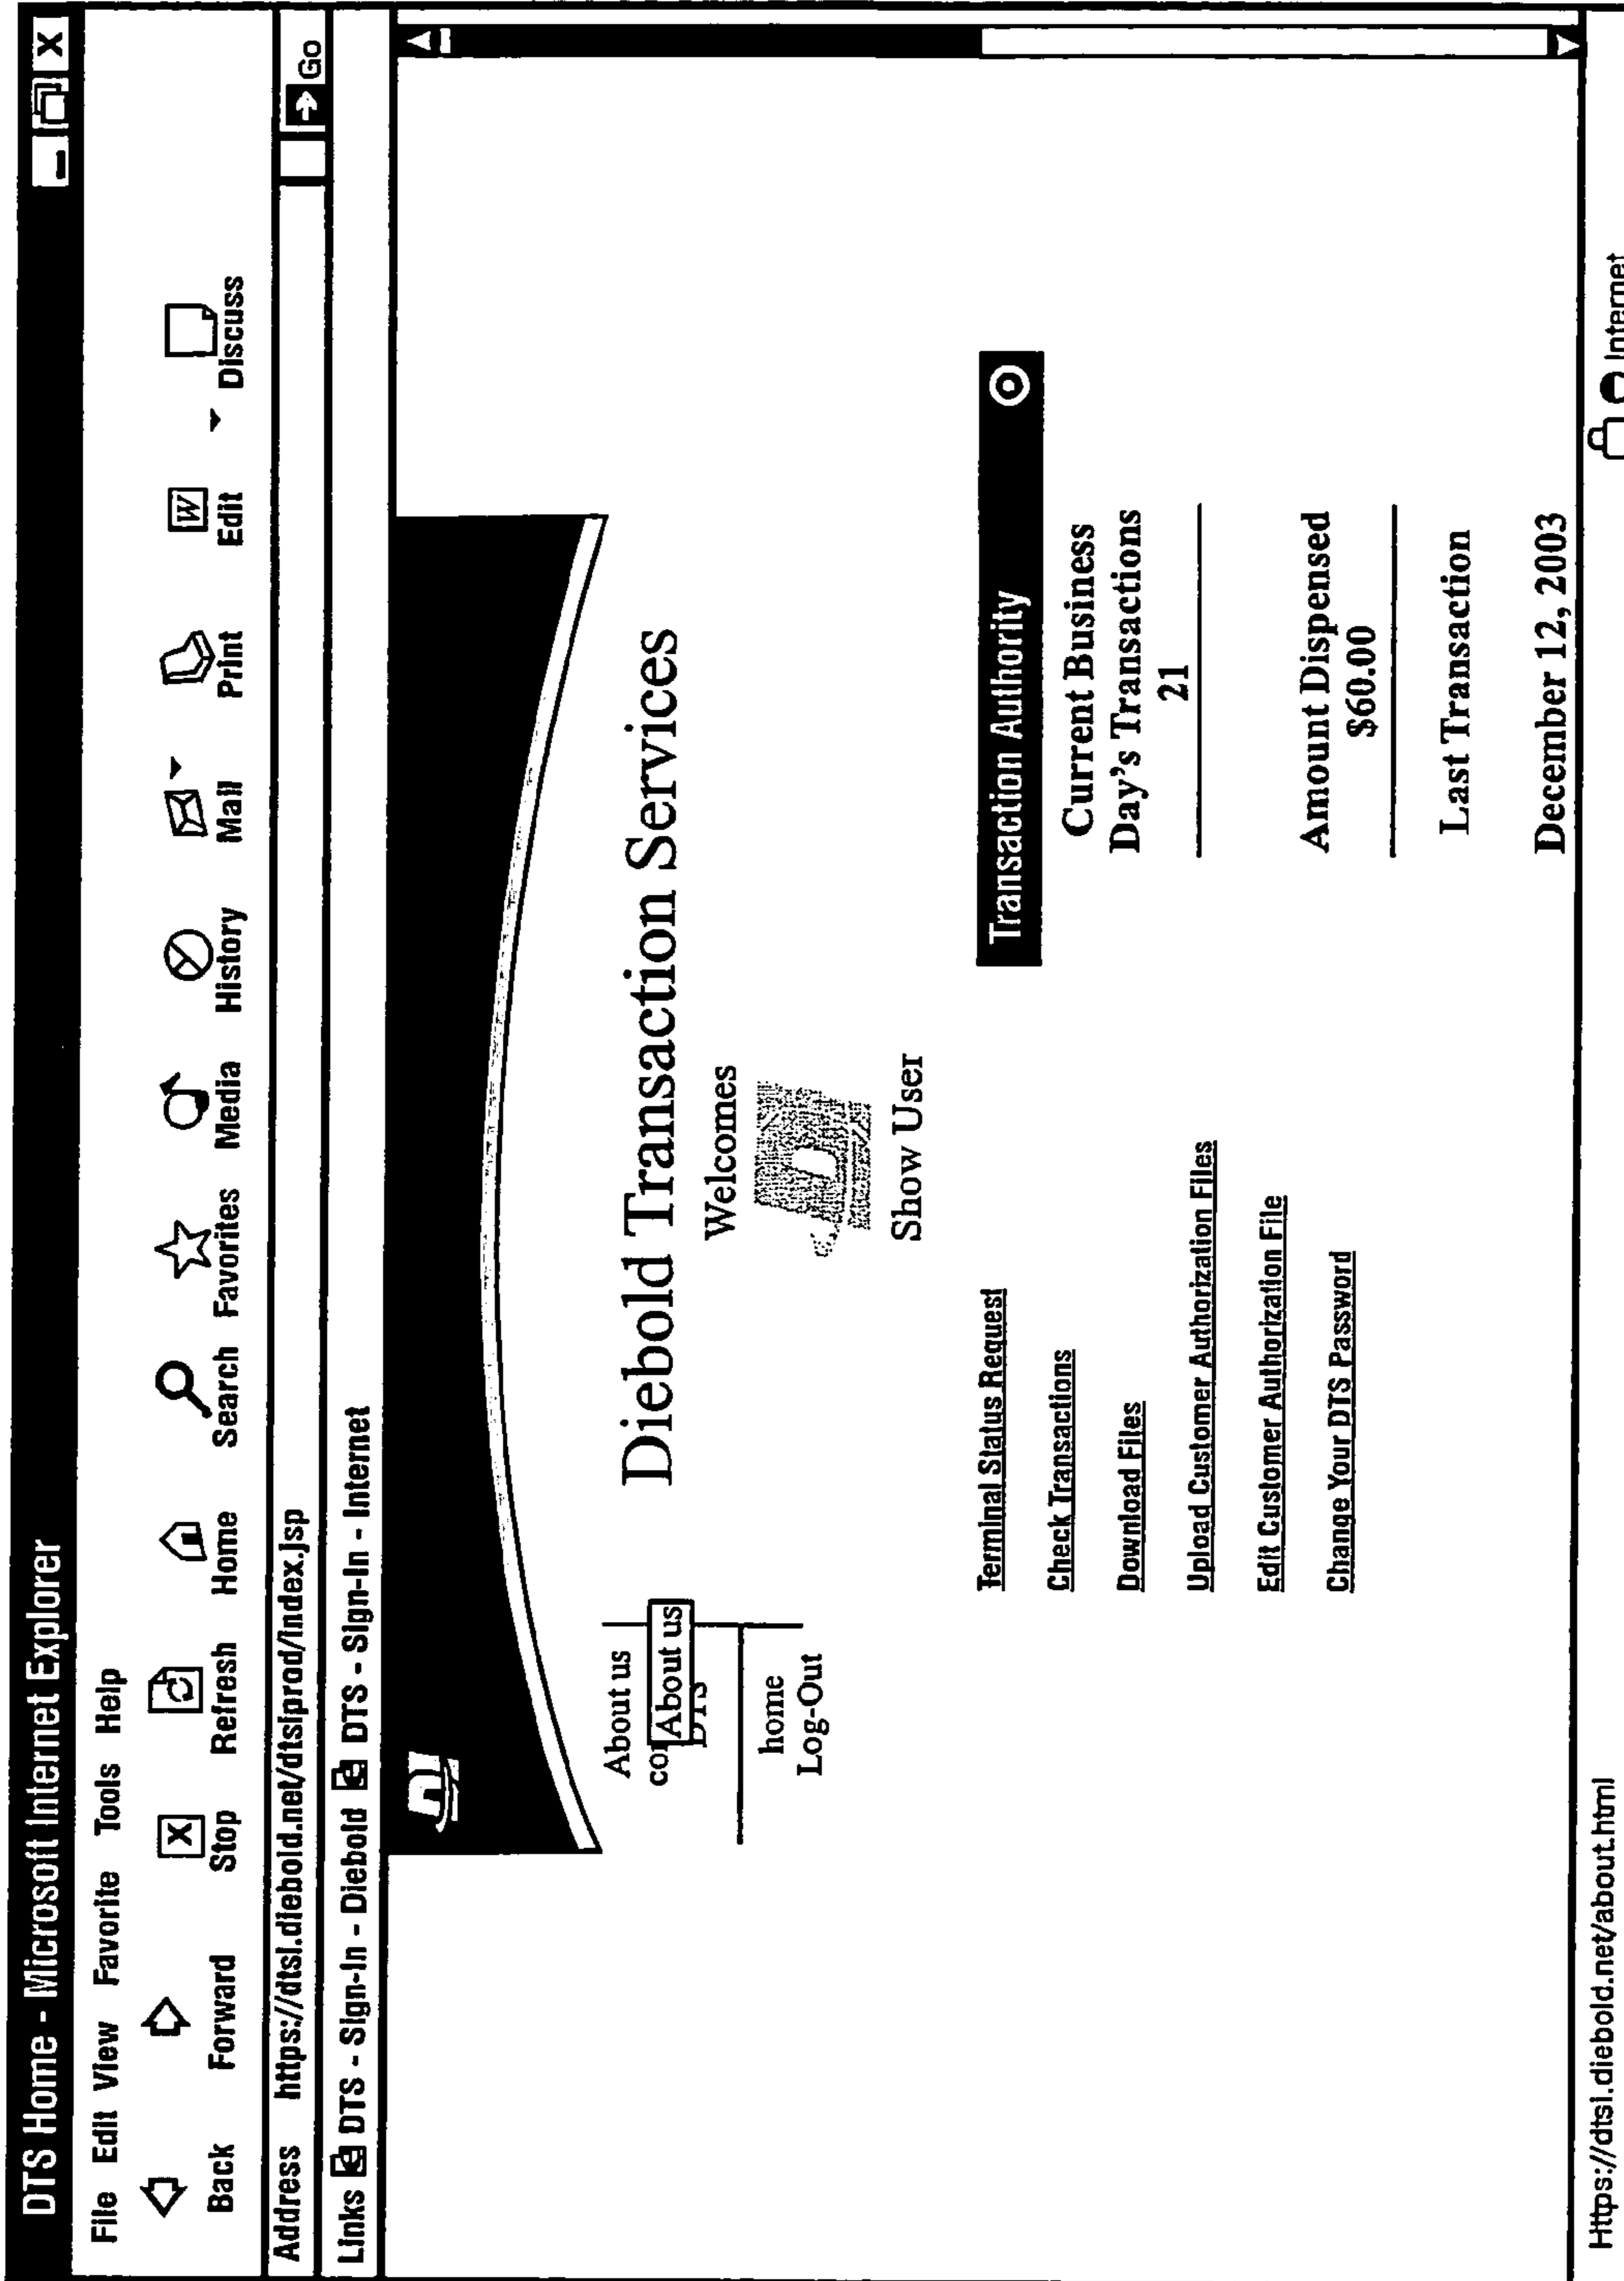 DTS Home - Microsoft Internet Explorer
File Edit View Favorite Tools Help
Back Forward Stop Refresh Home Search Favorites Media History Mail Print Edit Discuss
Address https://dtsi.diebold.net/dtsiprod/index.jsp Go
Links DTS - Sign-In - Diebold DTS - Sign-In - Internet
About us
About us
home
Log-Out
Diebold Transaction Services
Welcomes
Show User
Terminal Status Request
Check Transactions
Download Files
Upload Customer Authorization Files
Edit Customer Authorization File
Change Your DTS Password
Transaction Authority
Current Business
Day's Transactions
21
Amount Dispensed
$60.00
Last Transaction
December 12, 2003
Https://dtsi.diebold.net/about.html
Internet